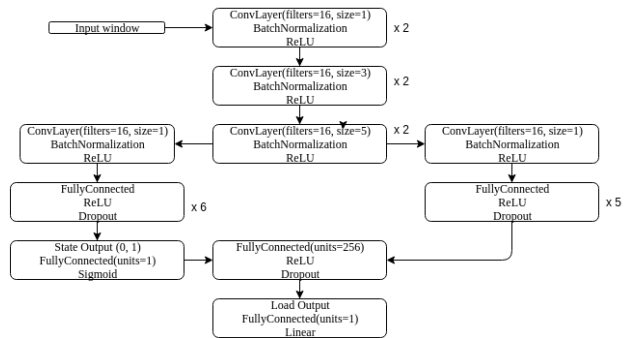 Input window
ConvLayer(filters=16, size=1)
BatchNormalization
ReLU
x 2
ConvLayer(filters=16, size=3)
BatchNormalization
ReLU
x 2
ConvLayer(filters=16, size=1)
BatchNormalization
ReLU
ConvLayer(filters=16, size=5)
BatchNormalization
ReLU
x 2
ConvLayer(filters=16, size=1)
BatchNormalization
ReLU
FullyConnected
ReLU
Dropout
x 6
FullyConnected
ReLU
Dropout
x 5
State Output (0, 1)
FullyConnected(units=1)
Sigmoid
FullyConnected(units=256)
ReLU
Dropout
Load Output
FullyConnected(units=1)
Linear